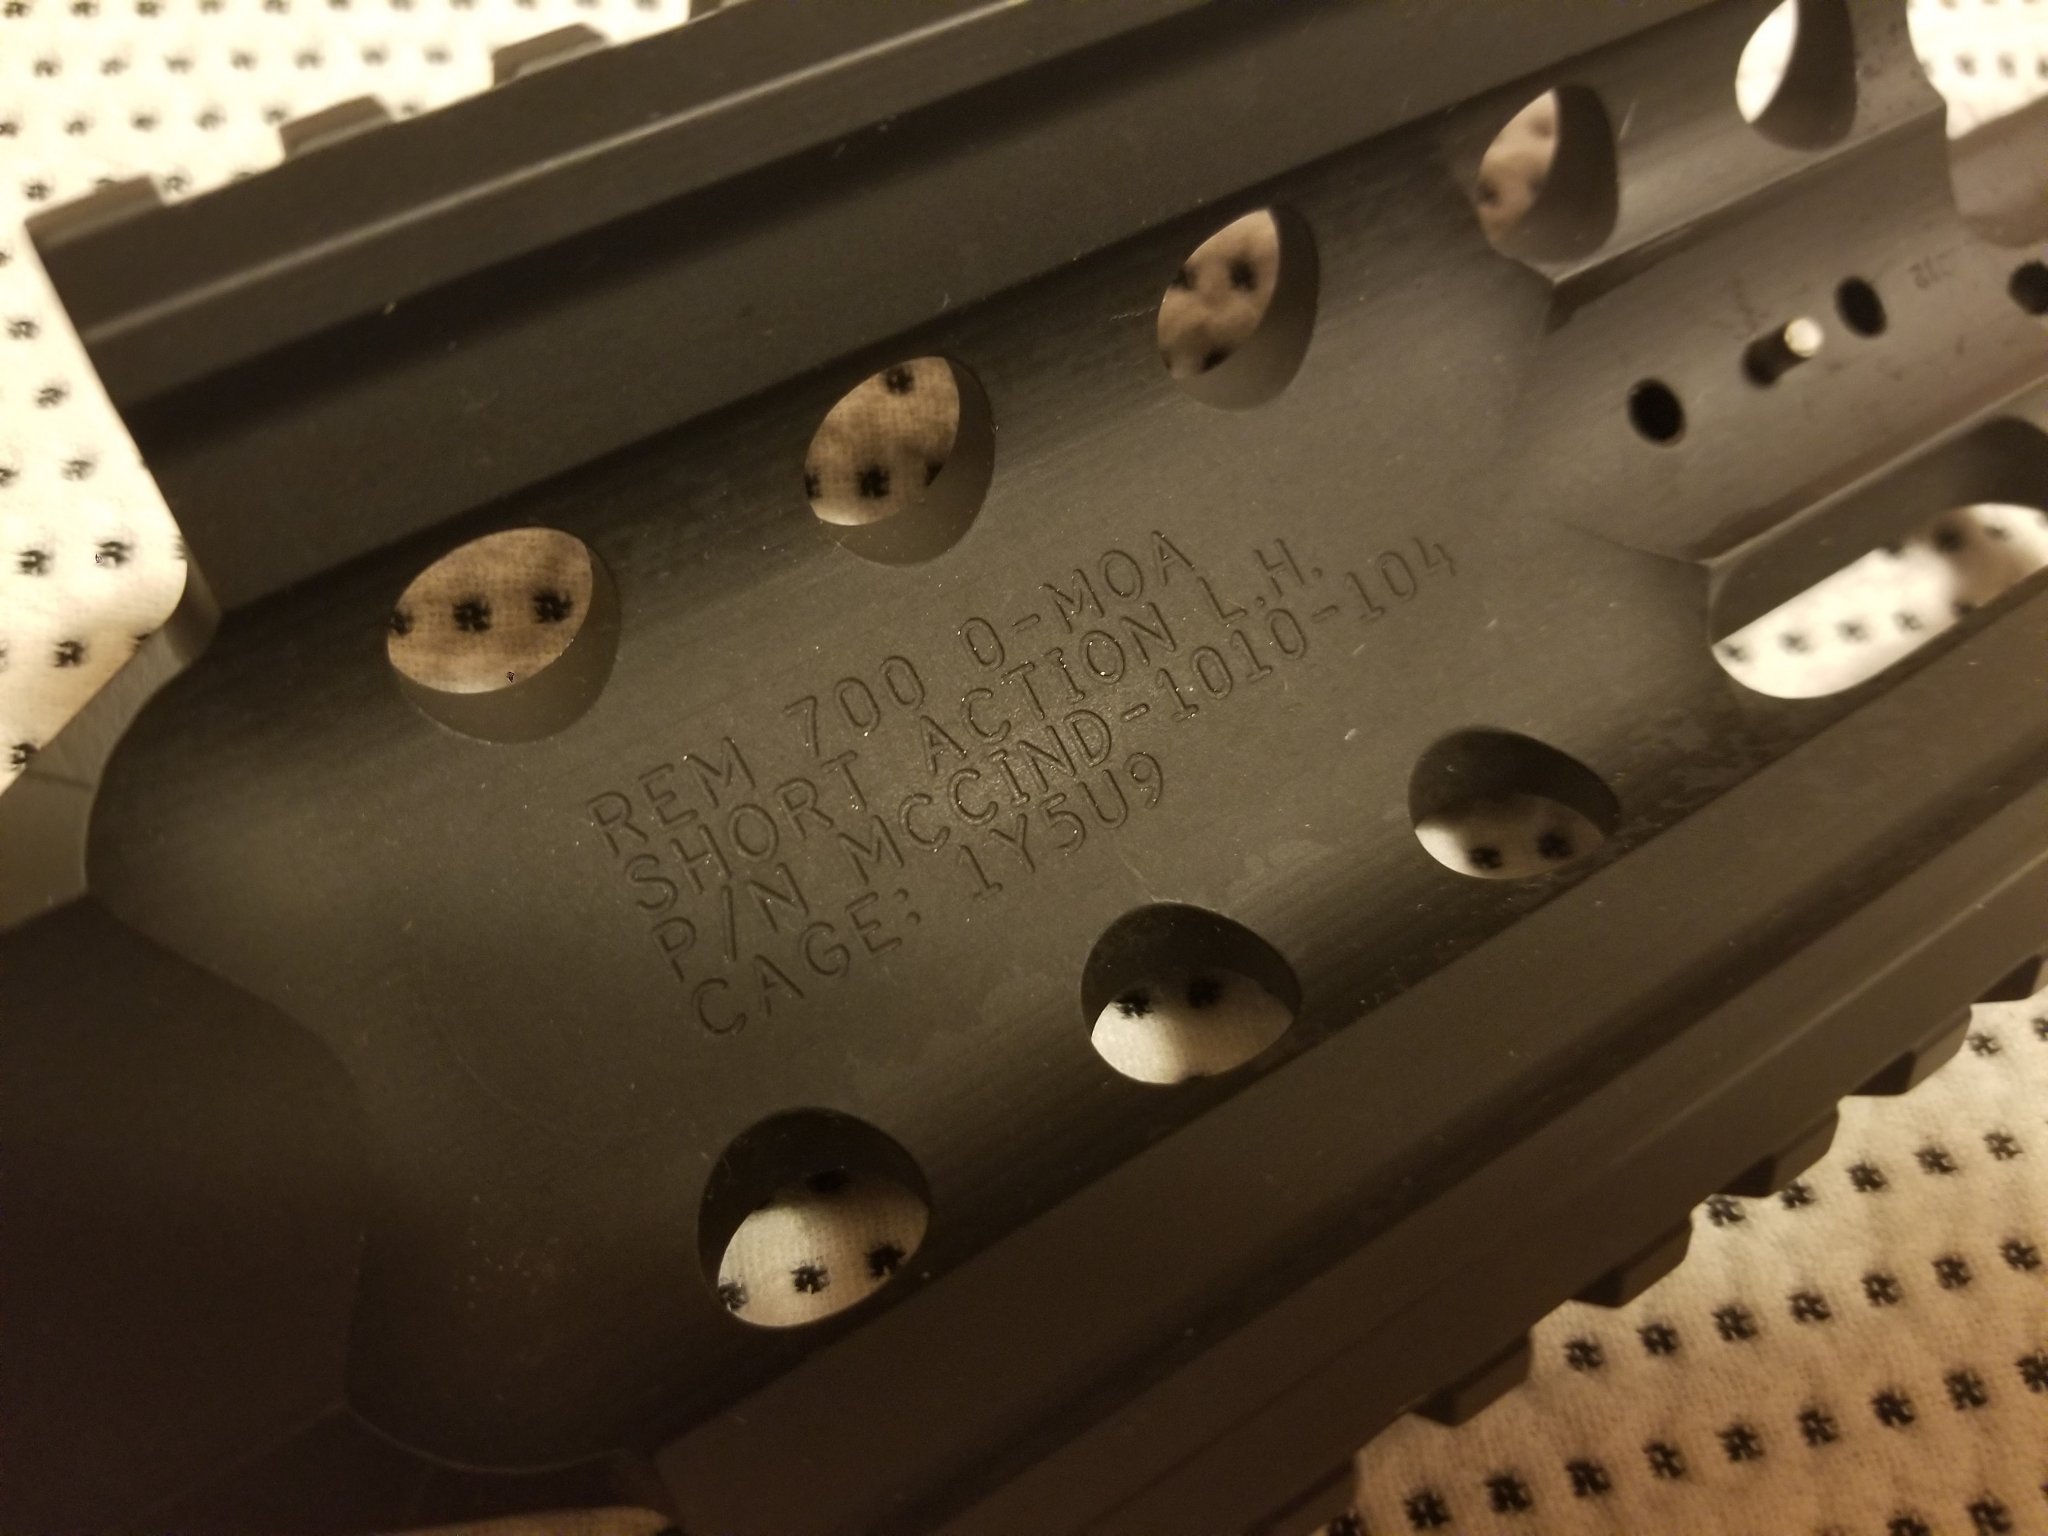 REM 700 0-MOA
SHORT ACTION L.H.
P/N MCCIND-1010-104
CAGE: 1Y5U9